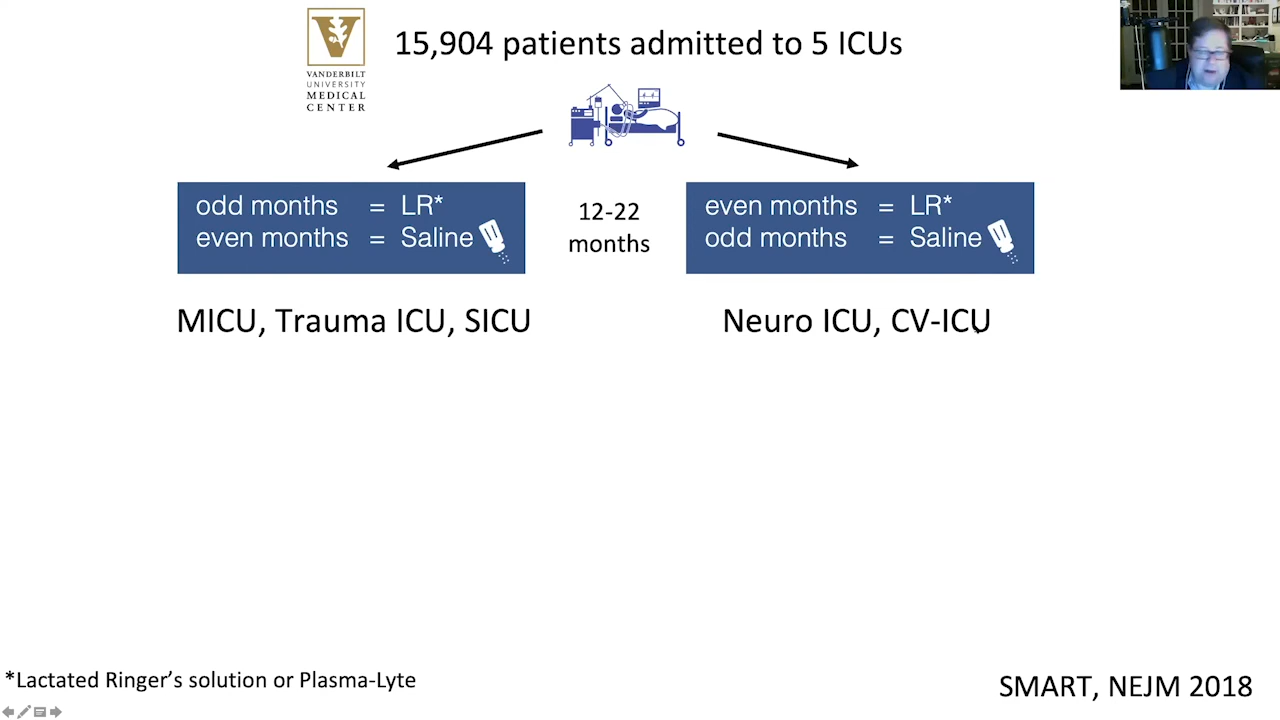 VANDERBILT
UNIVERSITY
MEDICAL
CENTER
15,904 patients admitted to 5 ICUs
odd months = LR*
even months = Saline
12-22
months
even months = LR*
odd months = Saline
MICU, Trauma ICU, SICU
Neuro ICU, CV-ICU
*Lactated Ringer’s solution or Plasma-Lyte
SMART, NEJM 2018